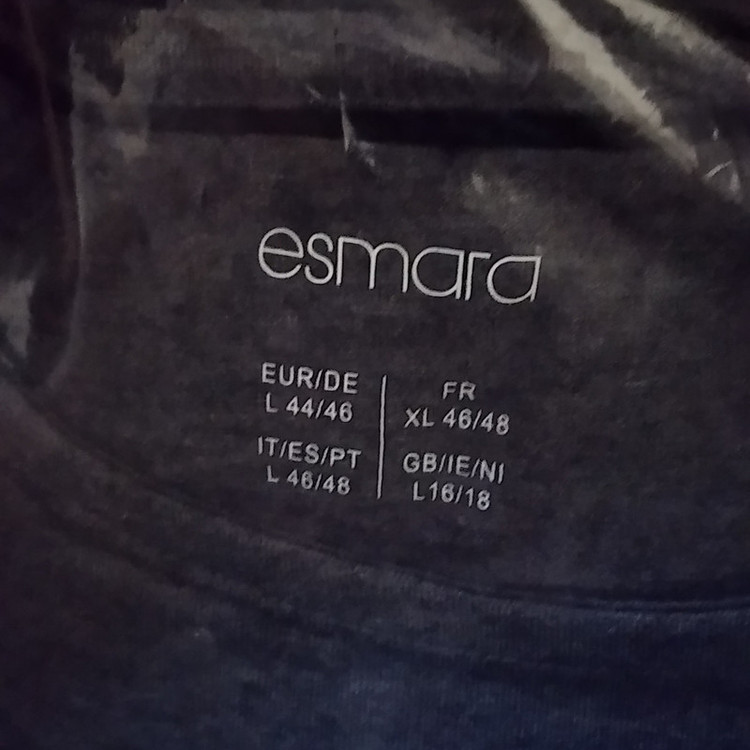 esmara
EUR/DE
L 44/46
FR
XL 46/48
IT/ES/PT
L 46/48
GB/IE/NI
L16/18